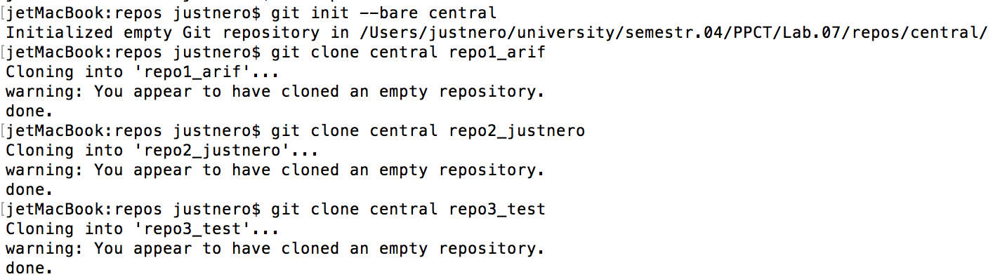 [jetMacBook:repos justnero$ git init --bare central
Initialized empty Git repository in /Users/justnero/university/semestr.04/PPCT/Lab.07/repos/central/
[jetMacBook:repos justnero$ git clone central repo1_arif
Cloning into 'repo1_arif'...
warning: You appear to have cloned an empty repository.
done.
[jetMacBook:repos justnero$ git clone central repo2_justnero
Cloning into 'repo2_justnero'...
warning: You appear to have cloned an empty repository.
done.
[jetMacBook:repos justnero$ git clone central repo3_test
Cloning into 'repo3_test'...
warning: You appear to have cloned an empty repository.
done.